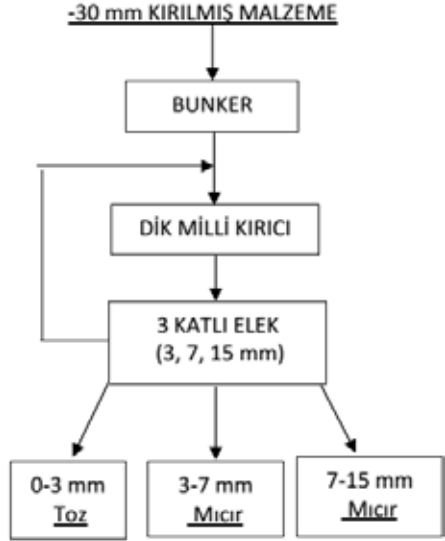 -30 mm KIRILMIŞ MALZEME
BUNKER
DİK MİLLİ KIRICI
3 KATLI ELEK
(3, 7, 15 mm)
0-3 mm
Toz
3-7 mm
Mıcır
7-15 mm
Mıcır